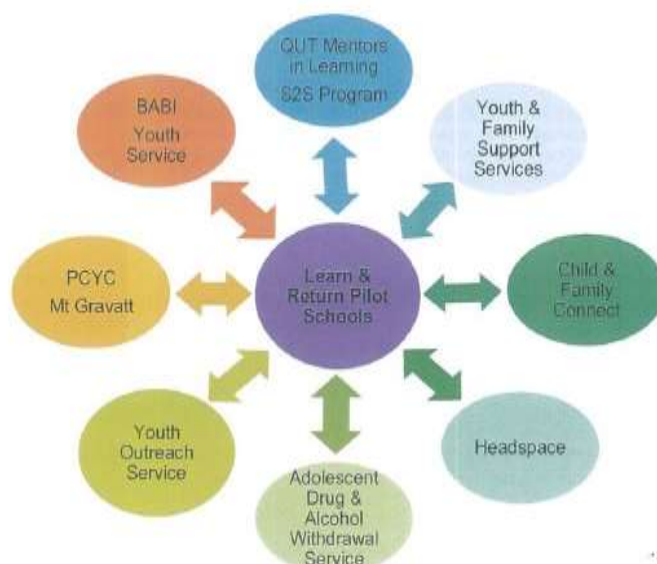 QUT Mentors
in Learning
S2S Program
Youth &
Family
Support
Services
Child &
Family
Connect
Headspace
Adolescent
Drug &
Alcohol
Withdrawal
Service
Youth
Outreach
Service
PCYC
Mt Gravatt
BABI
Youth
Service
Learn &
Return Pilot
Schools